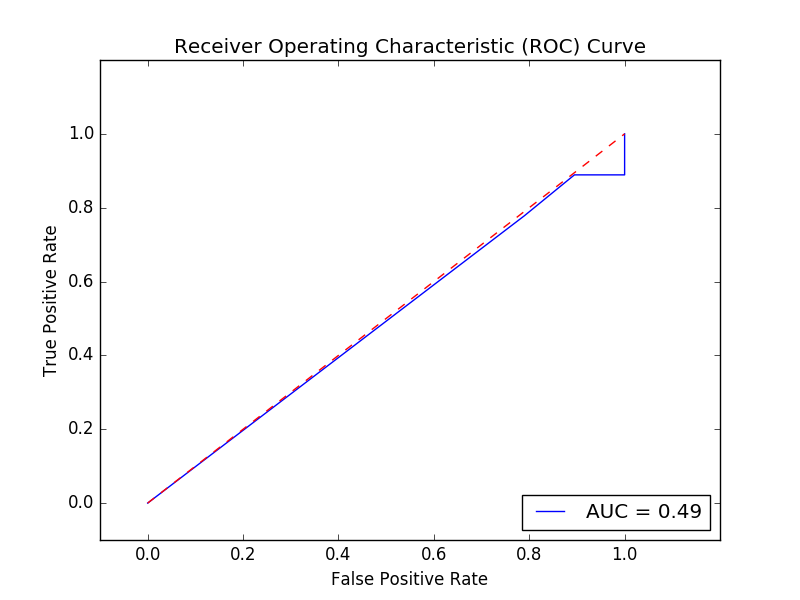 Receiver Operating Characteristic (ROC) Curve
1.0
0.8
0.6
0.4
0.2
0.0
True Positive Rate
0.0 0.2 0.4 0.6 0.8 1.0
False Positive Rate
AUC = 0.49